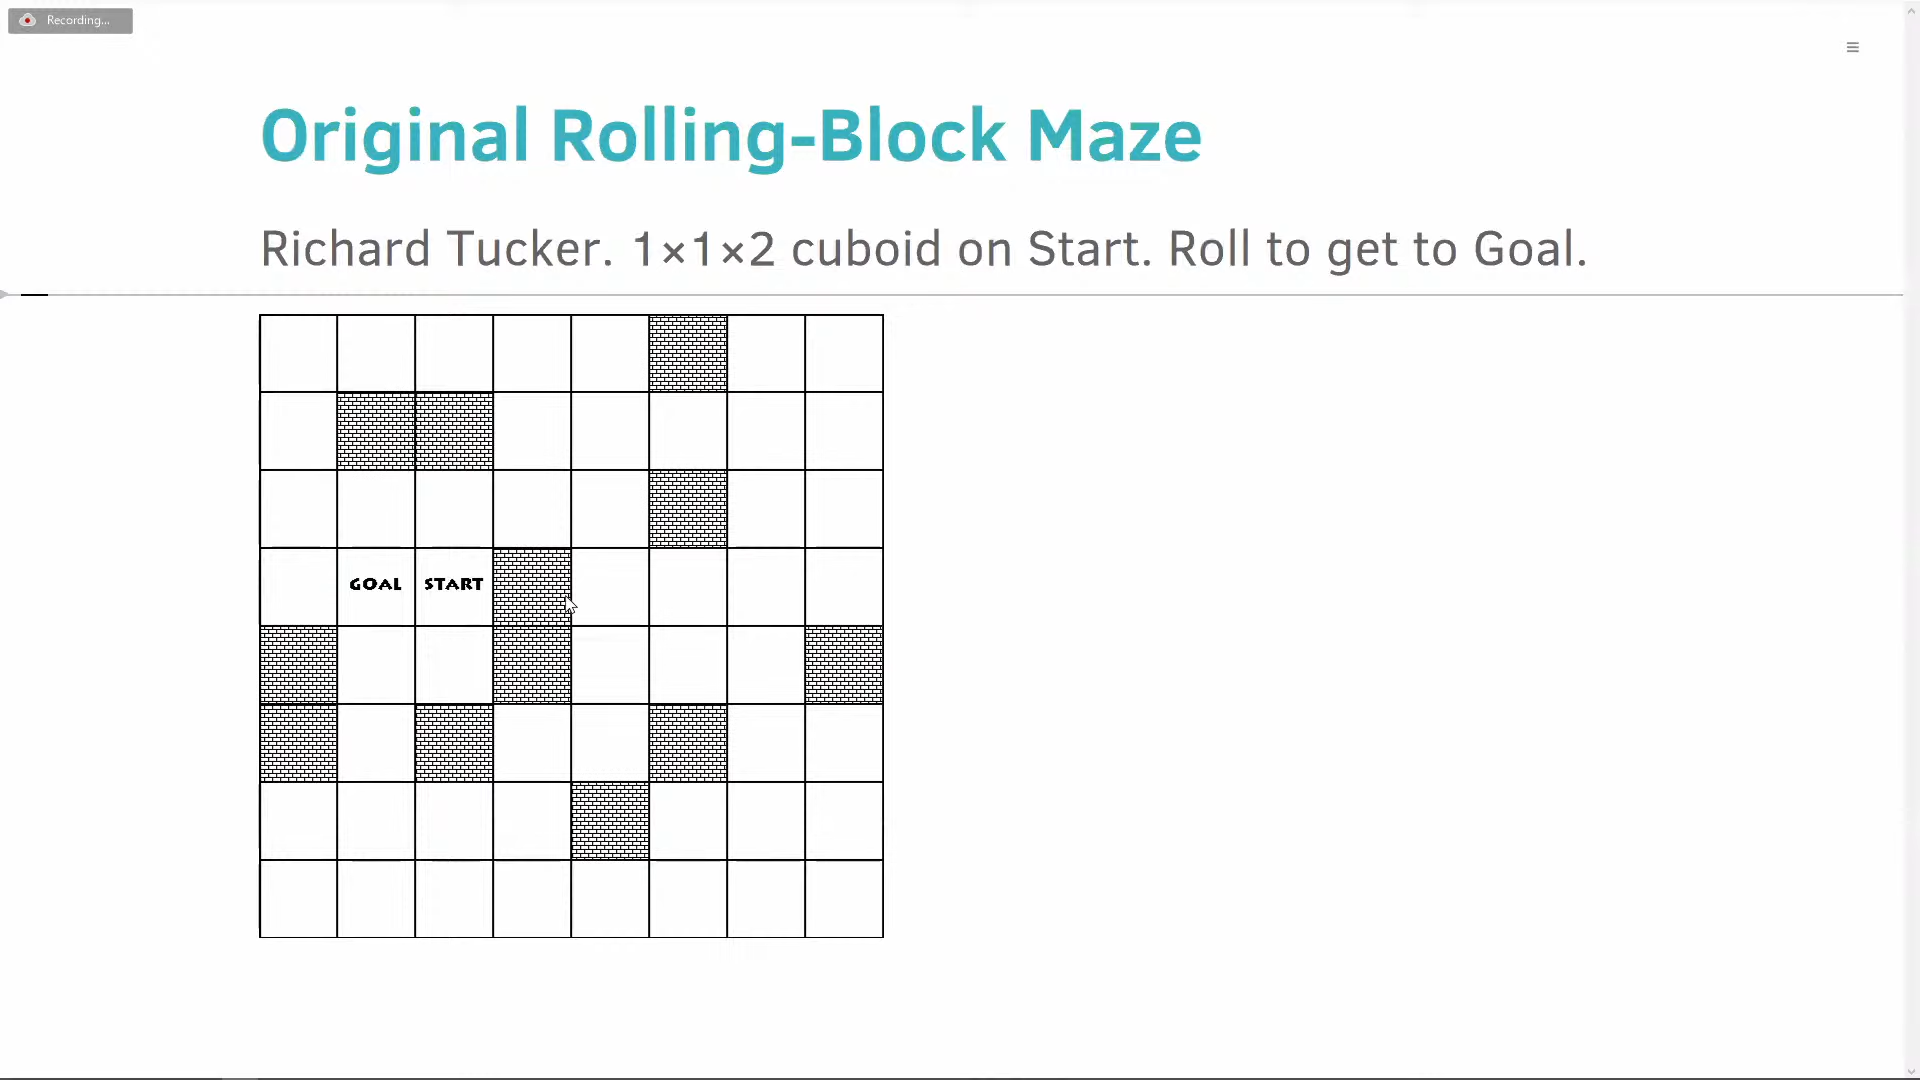 Recording...
Original Rolling-Block Maze
Richard Tucker. 1×1×2 cuboid on Start. Roll to get to Goal.
GOAL START